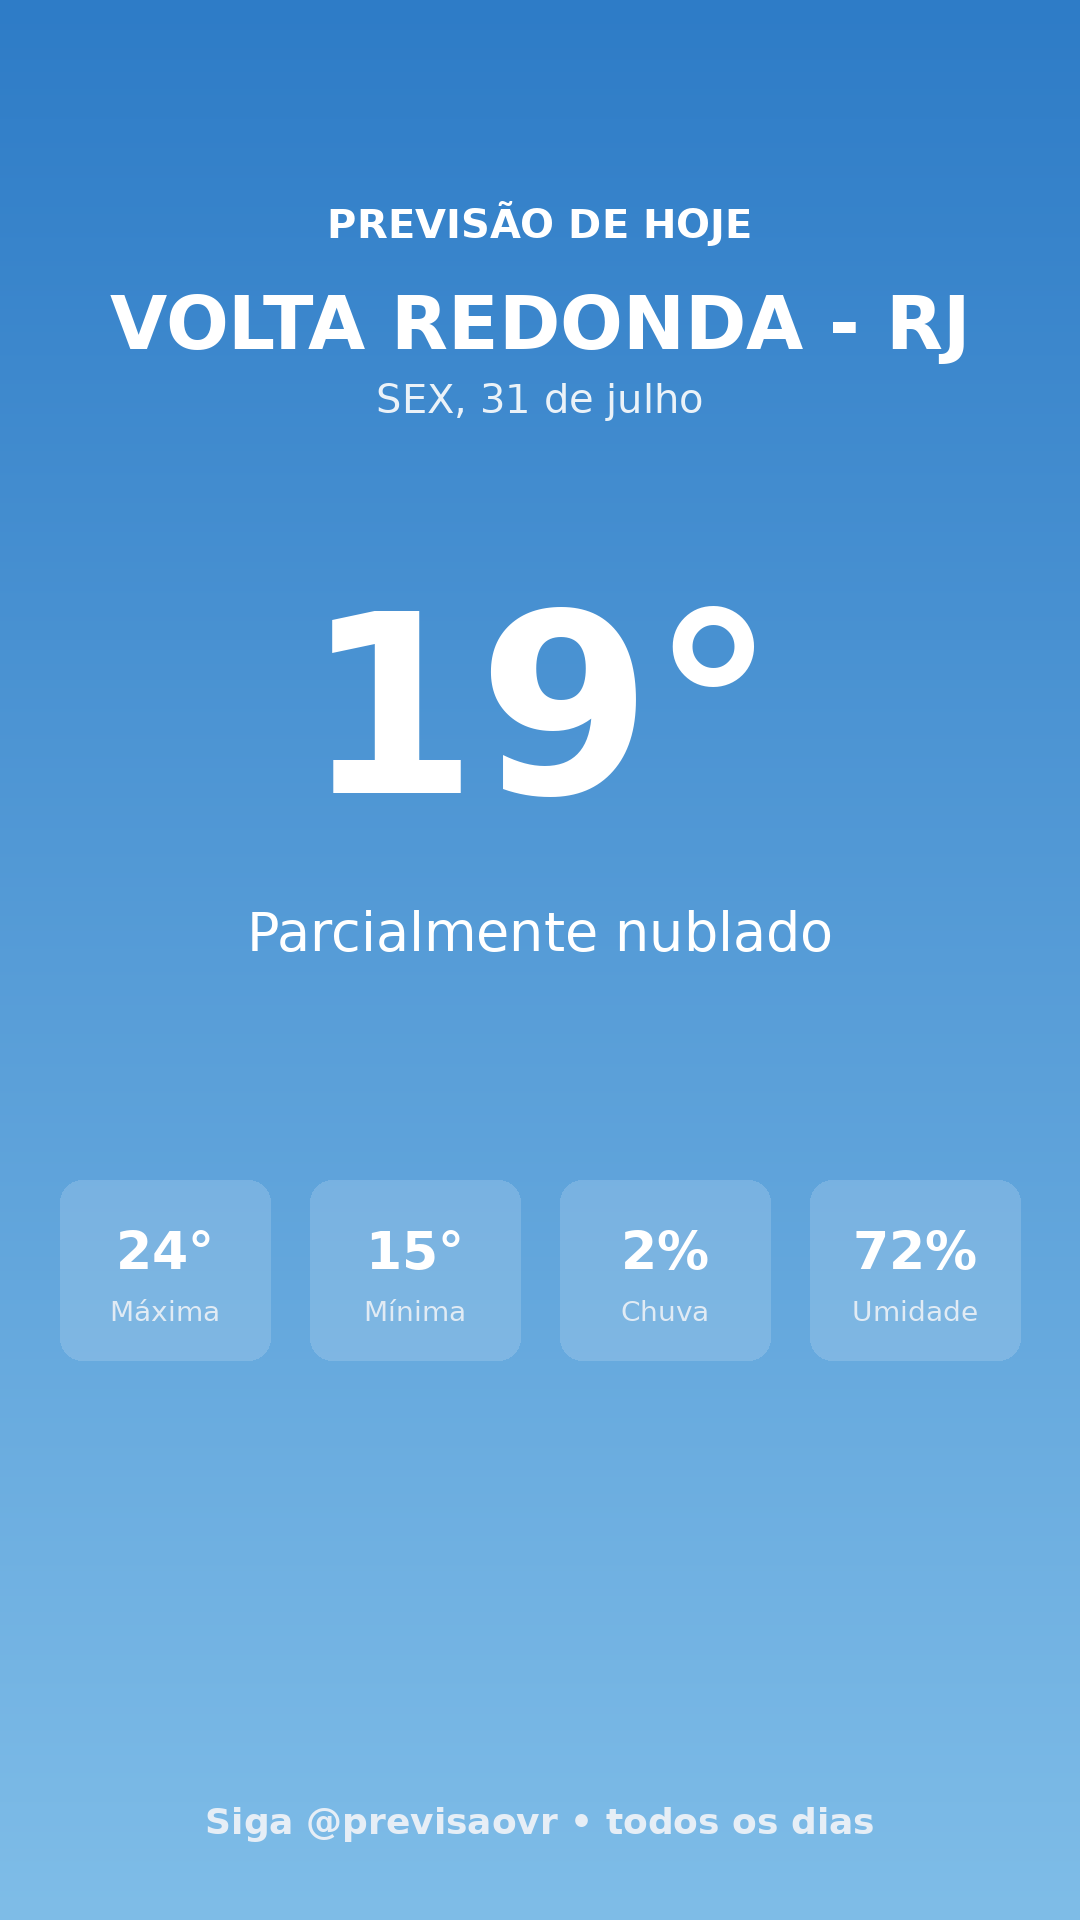 PREVISÃO DE HOJE
VOLTA REDONDA - RJ
SEX, 31 de julho
19°
Parcialmente nublado
24° 15° 2% 72%
Máxima Mínima Chuva Umidade
Siga @previsaovr • todos os dias